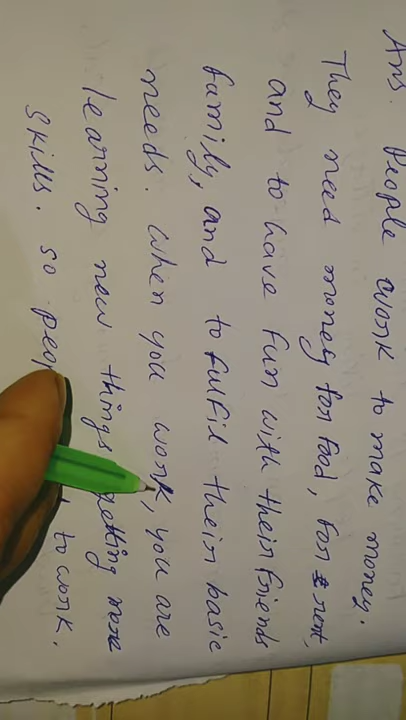 Ans. People work to make money.
They need money for food, for rent,
and to have fun with their friends
family, and to fulfil their basic
needs. When you work, you are
learning new things getting more
skills. so to work.